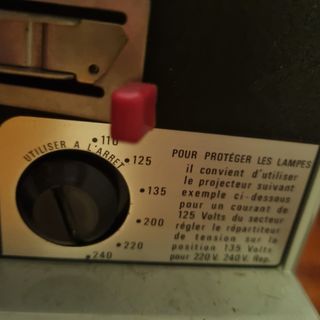 UTILISER A L'ARRET
110
125
135
200
220
240
POUR PROTÉGER LES LAMPES
il convient d'utiliser
le projecteur suivant
exemple ci-dessous
pour un courant de
125 Volts du secteur
régler le répartiteur
de tension sur la
position 135 Volts
pour 220 V. 240 V. Rep.